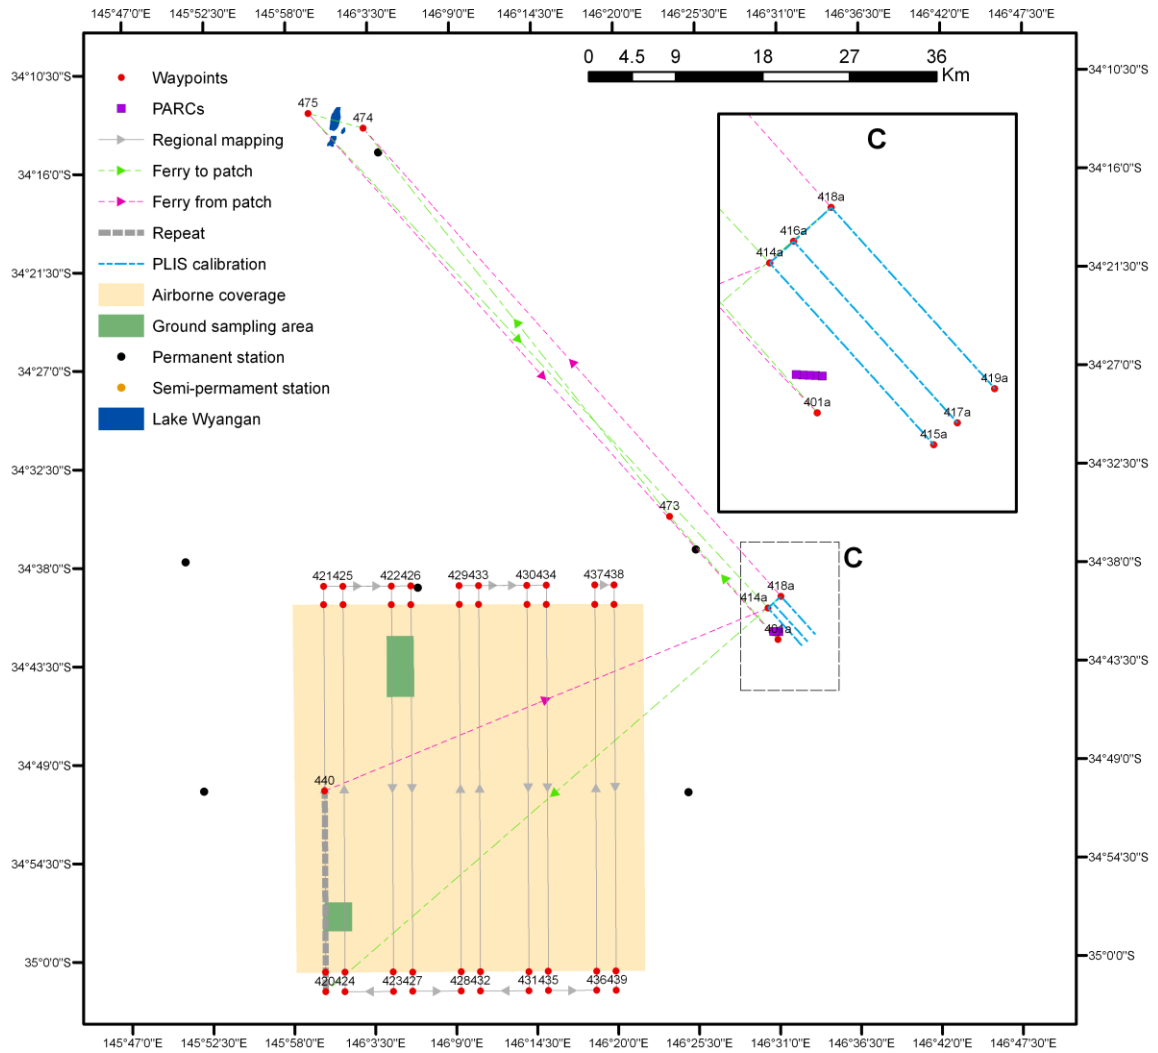 145°47'0"E 145°52'30"E 145°58'0"E 146°3'30"E 146°9'0"E 146°14'30"E 146°20'0"E 146°25'30"E 146°31'0"E 146°36'30"E 146°42'0"E 146°47'30"E
0 4.5 9 18 27 36
Km
34°10'30"S 34°10'30"S
Waypoints
PARCs
Regional mapping
Ferry to patch
Ferry from patch
Repeat
PLIS calibration
Airborne coverage
Ground sampling area
Permanent station
Semi-permament station
Lake Wyangan
475
474
C
34°16'0"S 34°16'0"S
418a
416a
414a
34°21'30"S 34°21'30"S
34°27'0"S 34°27'0"S
419a
401a
417a
415a
34°32'30"S 34°32'30"S
473
C
34°38'0"S 34°38'0"S
421425 422426 429433 430434 437438
418a
414a
401a
34°43'30"S 34°43'30"S
34°49'0"S 34°49'0"S
440
34°54'30"S 34°54'30"S
35°0'0"S 35°0'0"S
420424 423427 428432 431435 436439
145°47'0"E 145°52'30"E 145°58'0"E 146°3'30"E 146°9'0"E 146°14'30"E 146°20'0"E 146°25'30"E 146°31'0"E 146°36'30"E 146°42'0"E 146°47'30"E